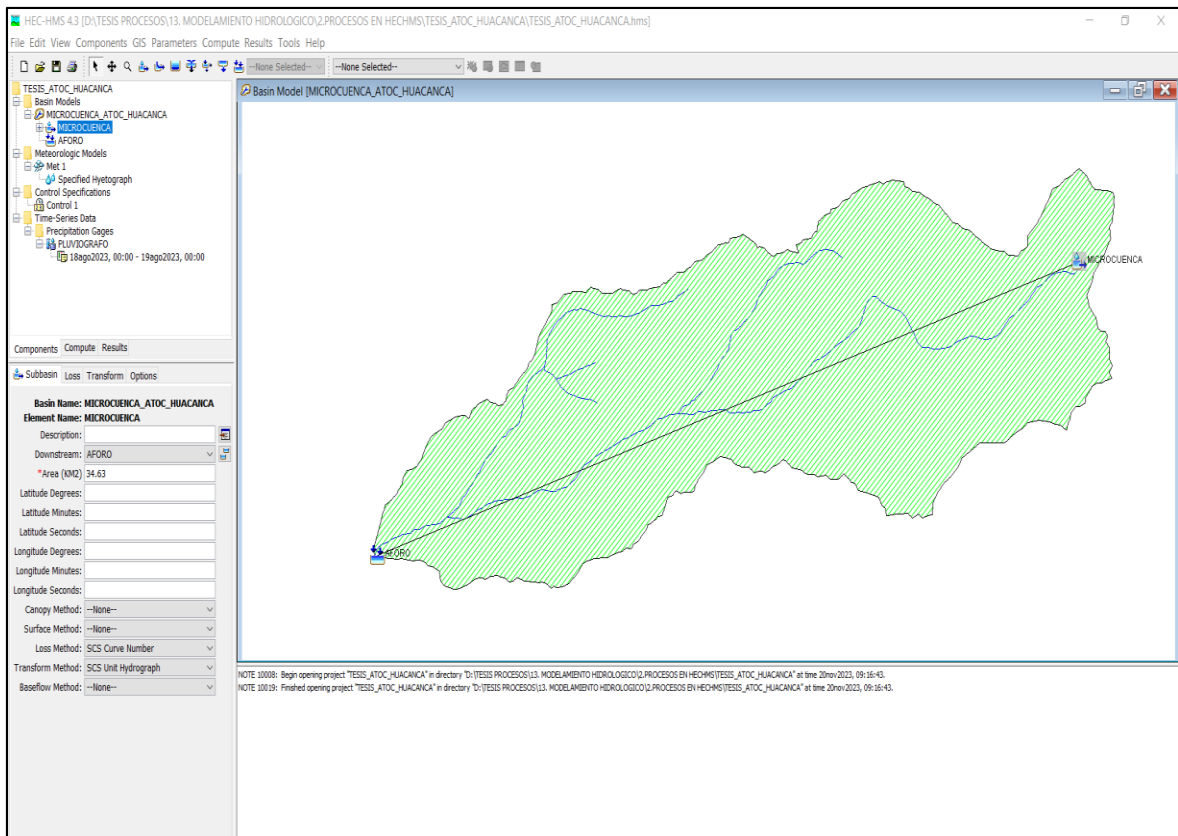 HEC-HMS 4.3 [D:\TESIS PROCESOS\13. MODELAMIENTO HIDROLOGICO\2.PROCESOS EN HECHMS\TESIS_ATOC_HUACANCA\TESIS_ATOC_HUACANCA.hms]
File Edit View Components GIS Parameters Compute Results Tools Help
--None Selected-- --None Selected--
TESIS_ATOC_HUACANCA
Basin Models
MICROCUENCA_ATOC_HUACANCA
MICROCUENCA
AFORO
Meteorologic Models
Met 1
Specified Hyetograph
Control Specifications
Control 1
Time-Series Data
Precipitation Gages
PLUVIOGRAFO
18ago2023, 00:00 - 19ago2023, 00:00
Components Compute Results
Subbasin Loss Transform Options
Basin Name: MICROCUENCA_ATOC_HUACANCA
Element Name: MICROCUENCA
Description:
Downstream: AFORO
*Area (KM2) 34.63
Latitude Degrees:
Latitude Minutes:
Latitude Seconds:
Longitude Degrees:
Longitude Minutes:
Longitude Seconds:
Canopy Method: --None--
Surface Method: --None--
Loss Method: SCS Curve Number
Transform Method: SCS Unit Hydrograph
Baseflow Method: --None--
Basin Model [MICROCUENCA_ATOC_HUACANCA]
MICROCUENCA
AFORO
NOTE 10008: Begin opening project "TESIS_ATOC_HUACANCA" in directory "D:\TESIS PROCESOS\13. MODELAMIENTO HIDROLOGICO\2.PROCESOS EN HECHMS\TESIS_ATOC_HUACANCA" at time 20nov2023, 09:16:43.
NOTE 10019: Finished opening project "TESIS_ATOC_HUACANCA" in directory "D:\TESIS PROCESOS\13. MODELAMIENTO HIDROLOGICO\2.PROCESOS EN HECHMS\TESIS_ATOC_HUACANCA" at time 20nov2023, 09:16:43.